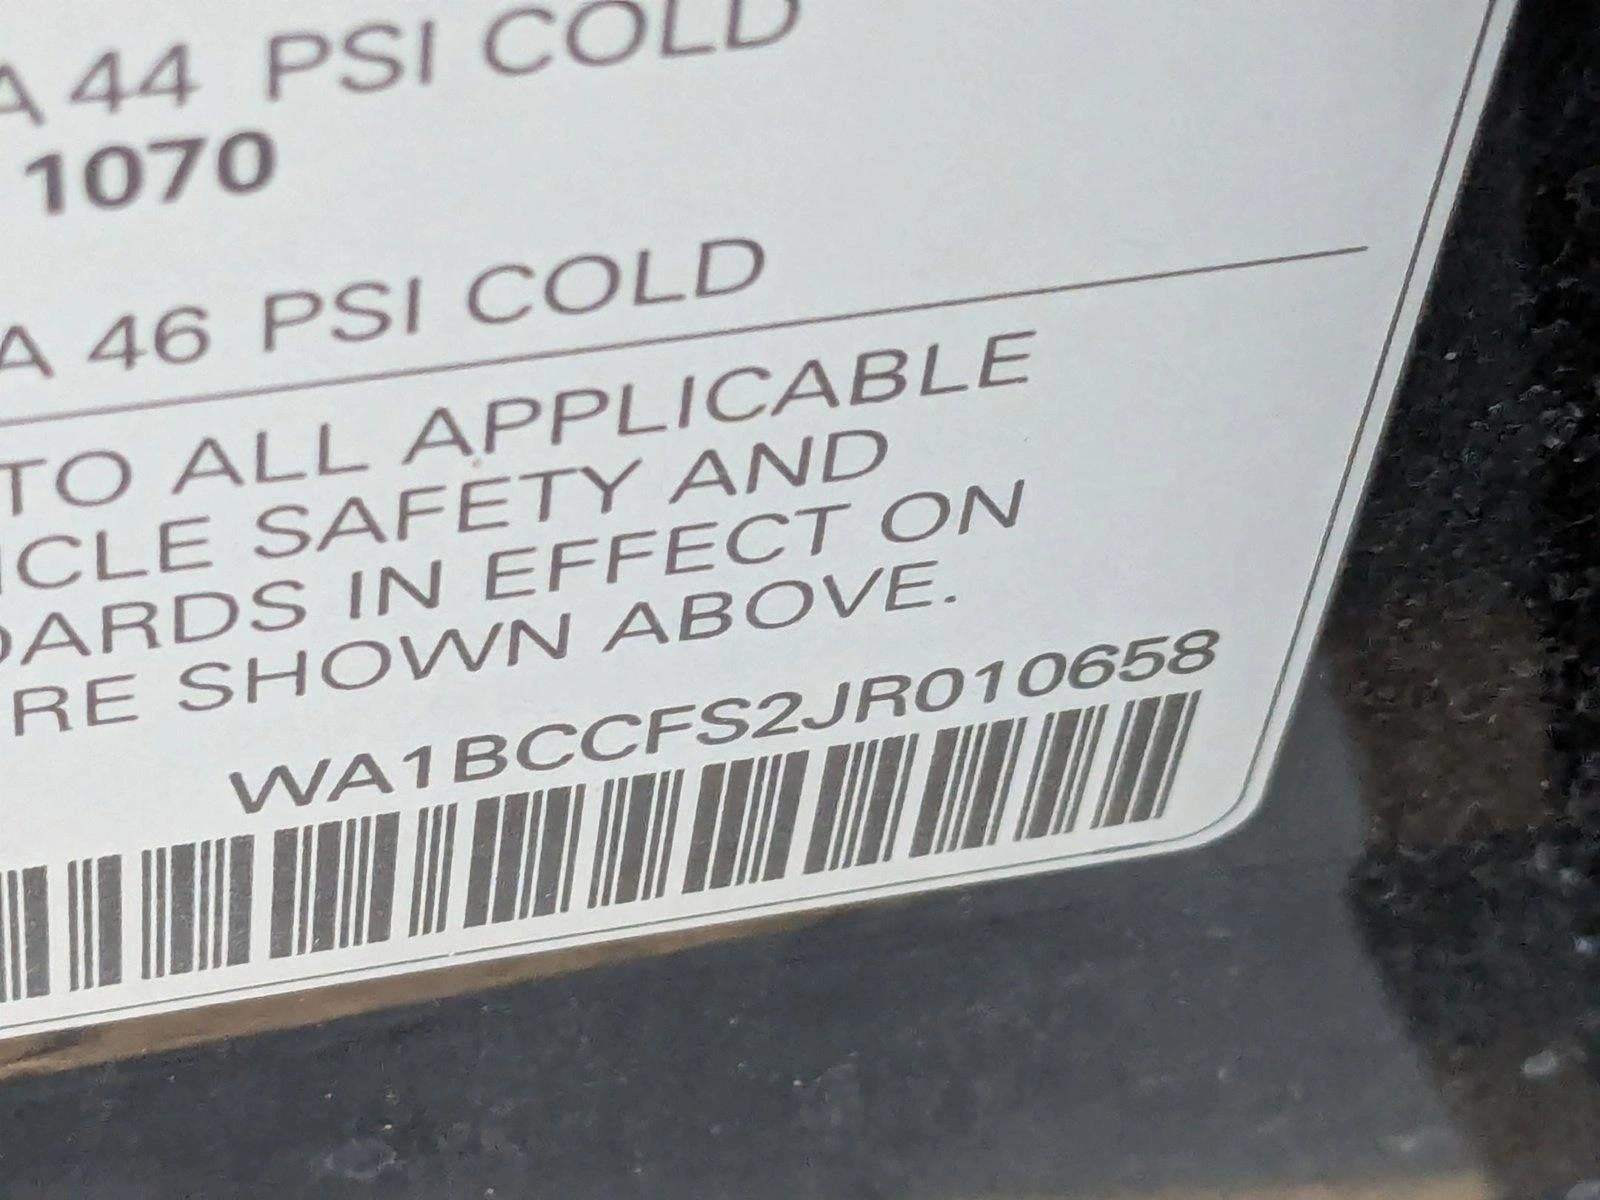 A 44 PSI COLD
1070
A 46 PSI COLD
TO ALL APPLICABLE
ICLE SAFETY AND
DARDS IN EFFECT ON
RE SHOWN ABOVE.
WA1BCCFS2JR010658